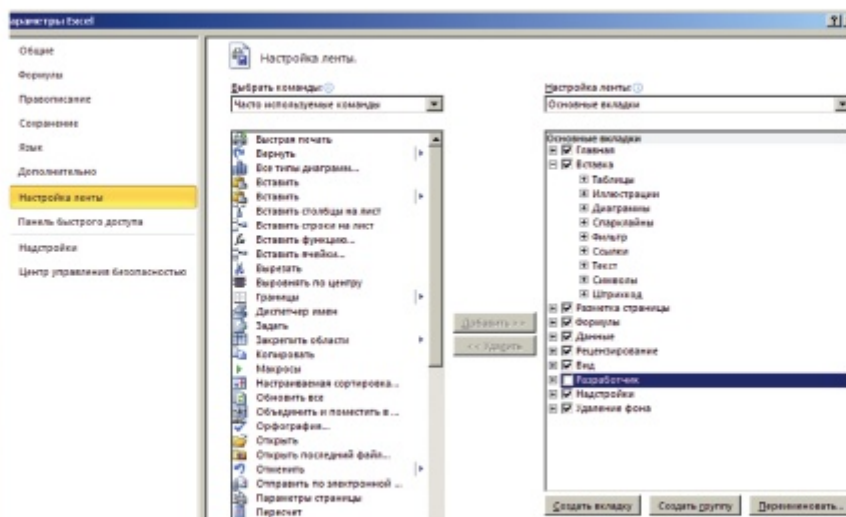 араметры Excel
Общие
Формулы
Правописание
Сохранение
Язык
Дополнительно
Настройка ленты
Панель быстрого доступа
Надстройки
Центр управления безопасностью
Настройка ленты.
Выбрать команды:
Часто используемые команды
Быстрая печать
Вернуть
Все типы диаграмм...
Вставить
Вставить
Вставить столбцы на лист
Вставить строки на лист
Вставить функцию...
Вставить ячейки...
Вырезать
Выровнять по центру
Границы
Диспетчер имен
Задать
Закрепить области
Копировать
Макросы
Настраиваемая сортировка...
Обновить все
Объединить и поместить в ...
Орфография...
Открыть
Открыть последний файл...
Отменить
Отправить по электронной ...
Параметры страницы
Пересчет
Добавить >>
<< Удалить
Настройка ленты:
Основные вкладки
Основные вкладки
Главная
Вставка
Таблицы
Иллюстрации
Диаграммы
Спарклайны
Фильтр
Ссылки
Текст
Символы
Штрихкод
Разметка страницы
Формулы
Данные
Рецензирование
Вид
Разработчик
Надстройки
Удаление фона
Создать вкладку
Создать группу
Переименовать...